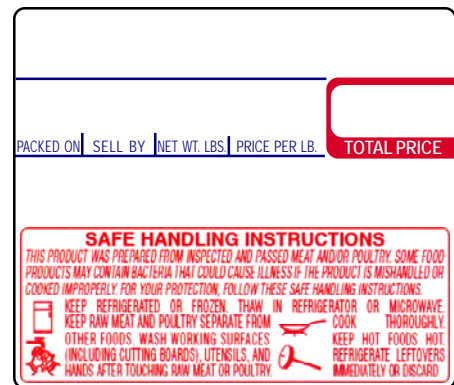 PACKED ON SELL BY NET WT. LBS. PRICE PER LB. TOTAL PRICE
SAFE HANDLING INSTRUCTIONS
THIS PRODUCT WAS PREPARED FROM INSPECTED AND PASSED MEAT AND/OR POULTRY. SOME FOOD
PRODUCTS MAY CONTAIN BACTERIA THAT COULD CAUSE ILLNESS IF THE PRODUCT IS MISHANDLED OR
COOKED IMPROPERLY. FOR YOUR PROTECTION, FOLLOW THESE SAFE HANDLING INSTRUCTIONS.
KEEP REFRIGERATED OR FROZEN. THAW IN REFRIGERATOR OR MICROWAVE.
KEEP RAW MEAT AND POULTRY SEPARATE FROM
OTHER FOODS. WASH WORKING SURFACES
(INCLUDING CUTTING BOARDS), UTENSILS, AND
HANDS AFTER TOUCHING RAW MEAT OR POULTRY.
COOK THOROUGHLY.
KEEP HOT FOODS HOT.
REFRIGERATE LEFTOVERS
IMMEDIATELY OR DISCARD.